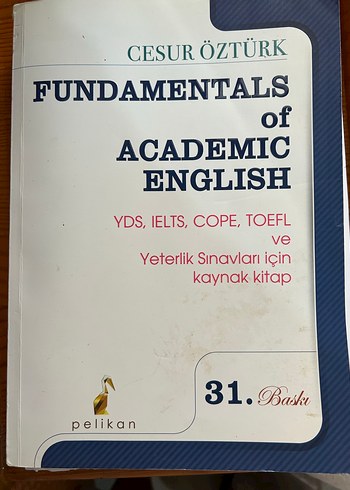 CESUR ÖZTÜRK
FUNDAMENTALS
of
ACADEMIC
ENGLISH
YDS, IELTS, COPE, TOEFL
ve
Yeterlik Sınavları için
kaynak kitap
31. Baskı
pelikan